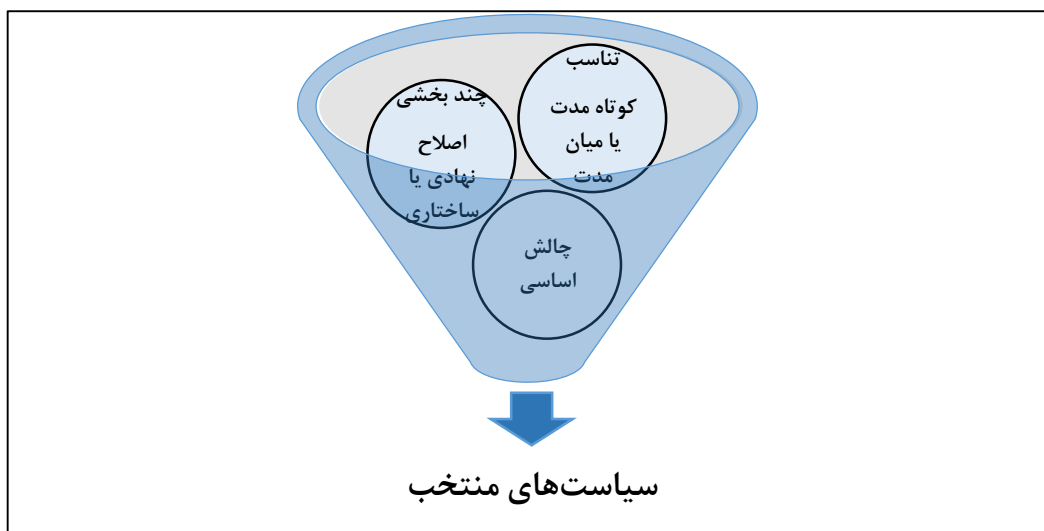 تناسب
کوتاه مدت
یا میان
مدت
چند بخشی
اصلاح
نهادی یا
ساختاری
چالش
اساسی
سیاست‌های منتخب